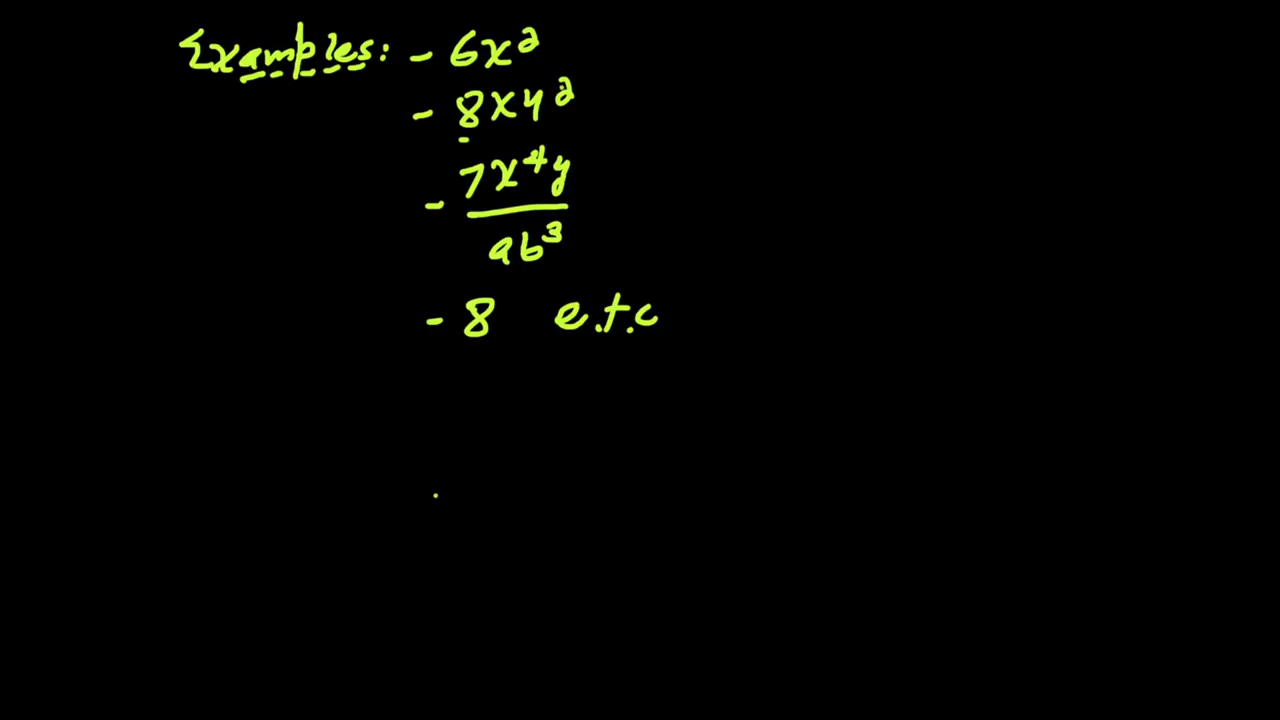 Examples: - 6x²
- 8xy²
- 7x⁴y
ab³
- 8 e.t.c